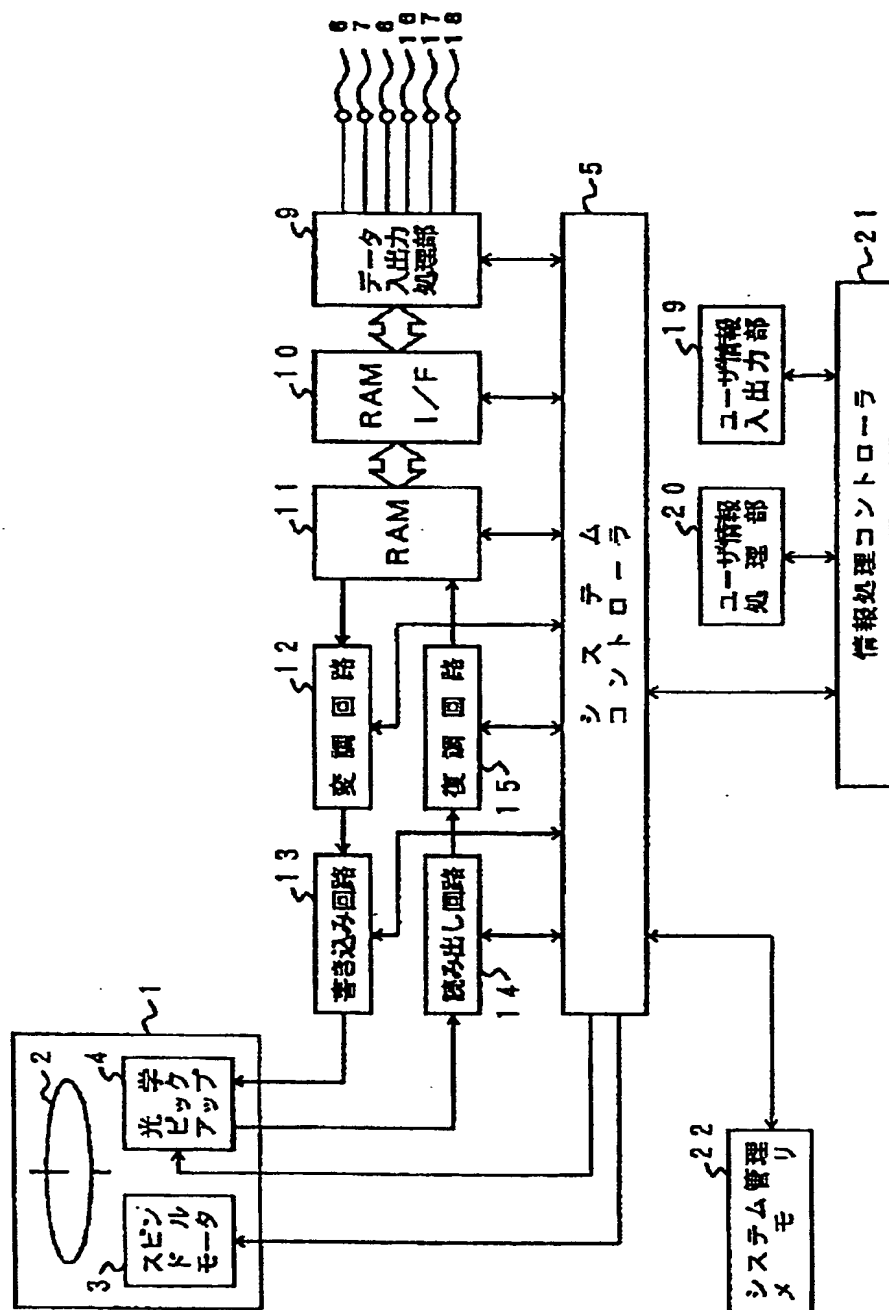 1
2
3
スピン
ドル
モータ
4
光学
ピック
アップ
13
書き込み回路
12
変調回路
11
RAM
10
RAM
I/F
9
データ
入出力
処理部
6
7
8
16
17
18
読み出し回路
14
復調回路
15
システム
コントローラ
5
22
システム管理
メモリ
20
ユーザ情報
処理部
19
ユーザ情報
入出力部
情報処理コントローラ
21